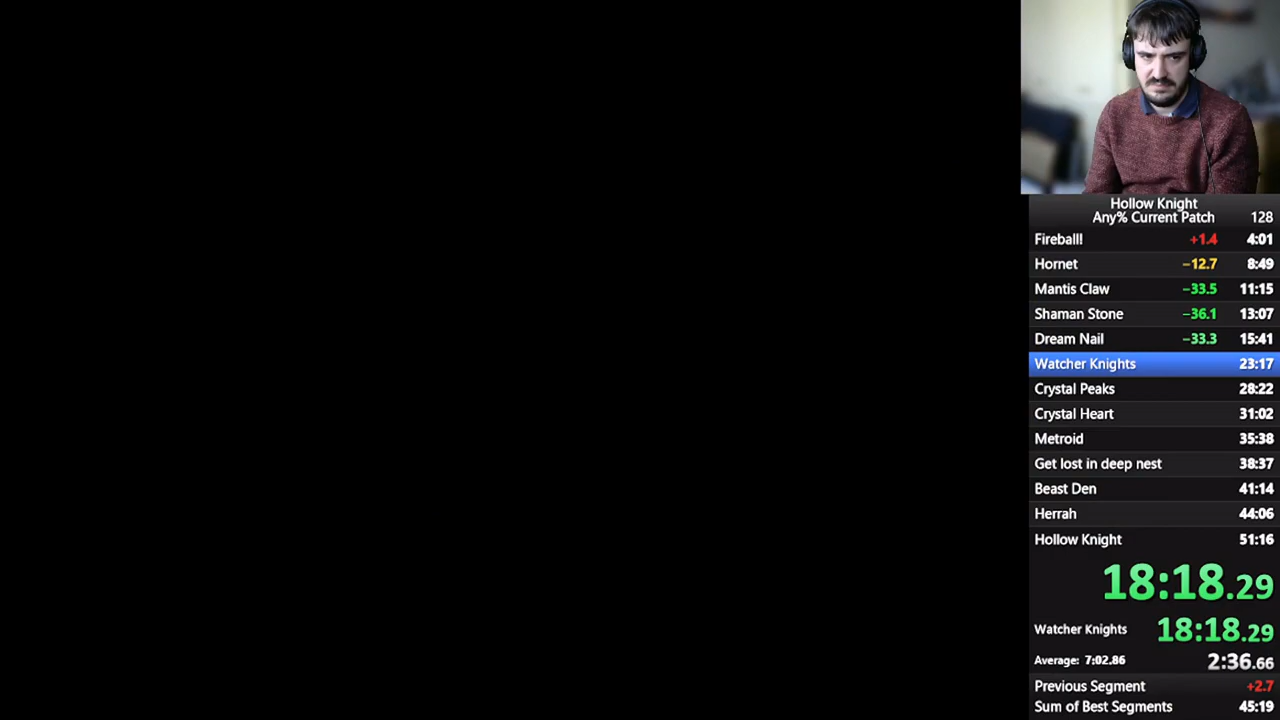 Hollow Knight
Any% Current Patch 128
Fireball! +1.4 4:01
Hornet −12.7 8:49
Mantis Claw −33.5 11:15
Shaman Stone −36.1 13:07
Dream Nail −33.3 15:41
Watcher Knights 23:17
Crystal Peaks 28:22
Crystal Heart 31:02
Metroid 35:38
Get lost in deep nest 38:37
Beast Den 41:14
Herrah 44:06
Hollow Knight 51:16
18:18.29
Watcher Knights 18:18.29
Average: 7:02.86 2:36.66
Previous Segment +2.7
Sum of Best Segments 45:19